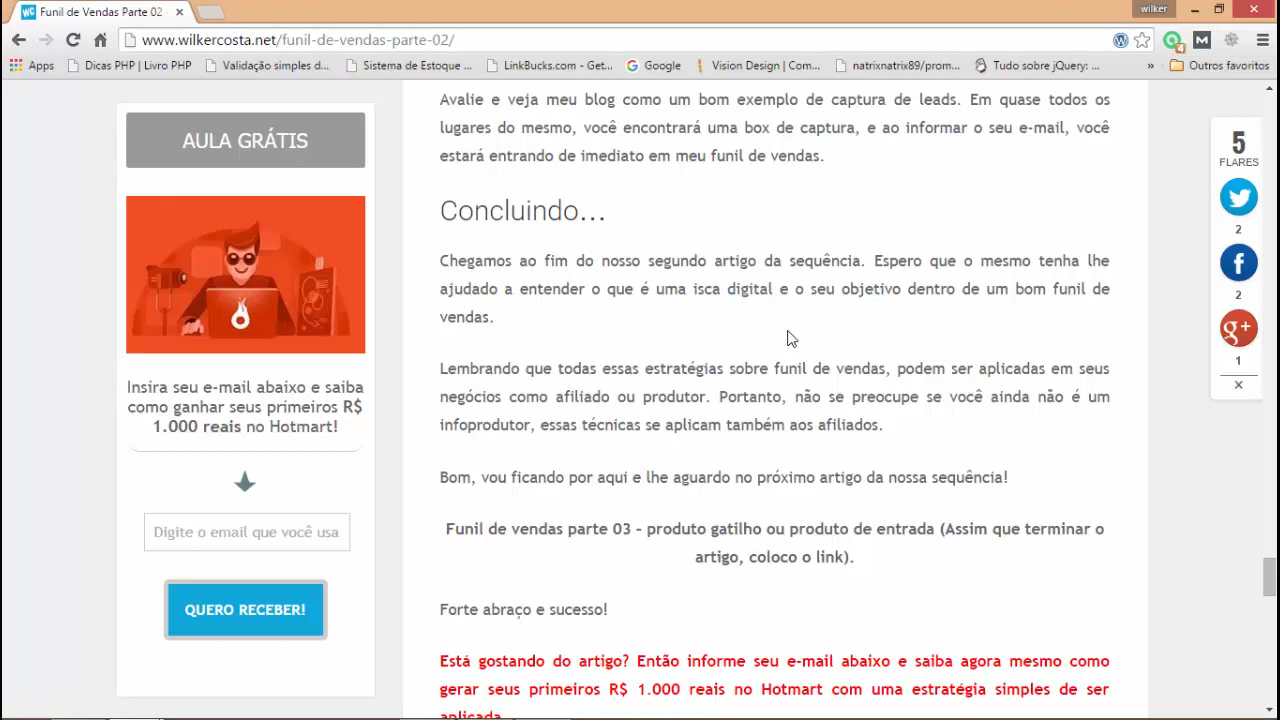 Funil de Vendas Parte 02
wilker
www.wilkercosta.net/funil-de-vendas-parte-02/
Apps Dicas PHP | Livro PHP Validação simples d... Sistema de Estoque ... LinkBucks.com - Get... Google Vision Design | Com... natrixnatrix89/prom... Tudo sobre jQuery: ... » Outros favoritos
AULA GRÁTIS
Insira seu e-mail abaixo e saiba
como ganhar seus primeiros R$
1.000 reais no Hotmart!
Digite o email que você usa
QUERO RECEBER!
Avalie e veja meu blog como um bom exemplo de captura de leads. Em quase todos os
lugares do mesmo, você encontrará uma box de captura, e ao informar o seu e-mail, você
estará entrando de imediato em meu funil de vendas.
Concluindo...
Chegamos ao fim do nosso segundo artigo da sequência. Espero que o mesmo tenha lhe
ajudado a entender o que é uma isca digital e o seu objetivo dentro de um bom funil de
vendas.
Lembrando que todas essas estratégias sobre funil de vendas, podem ser aplicadas em seus
negócios como afiliado ou produtor. Portanto, não se preocupe se você ainda não é um
infoprodutor, essas técnicas se aplicam também aos afiliados.
Bom, vou ficando por aqui e lhe aguardo no próximo artigo da nossa sequência!
Funil de vendas parte 03 – produto gatilho ou produto de entrada (Assim que terminar o
artigo, coloco o link).
Forte abraço e sucesso!
Está gostando do artigo? Então informe seu e-mail abaixo e saiba agora mesmo como
gerar seus primeiros R$ 1.000 reais no Hotmart com uma estratégia simples de ser
aplicada
5
FLARES
2
2
g+
1
×